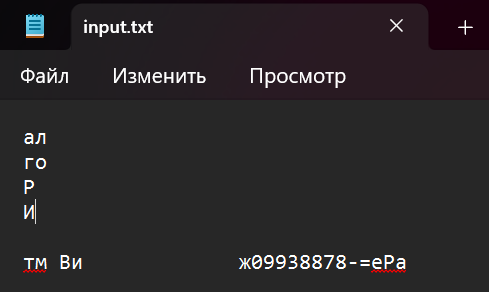 input.txt
Файл Изменить Просмотр
ал
го
Р
И
тм Ви ж09938878-=еРа